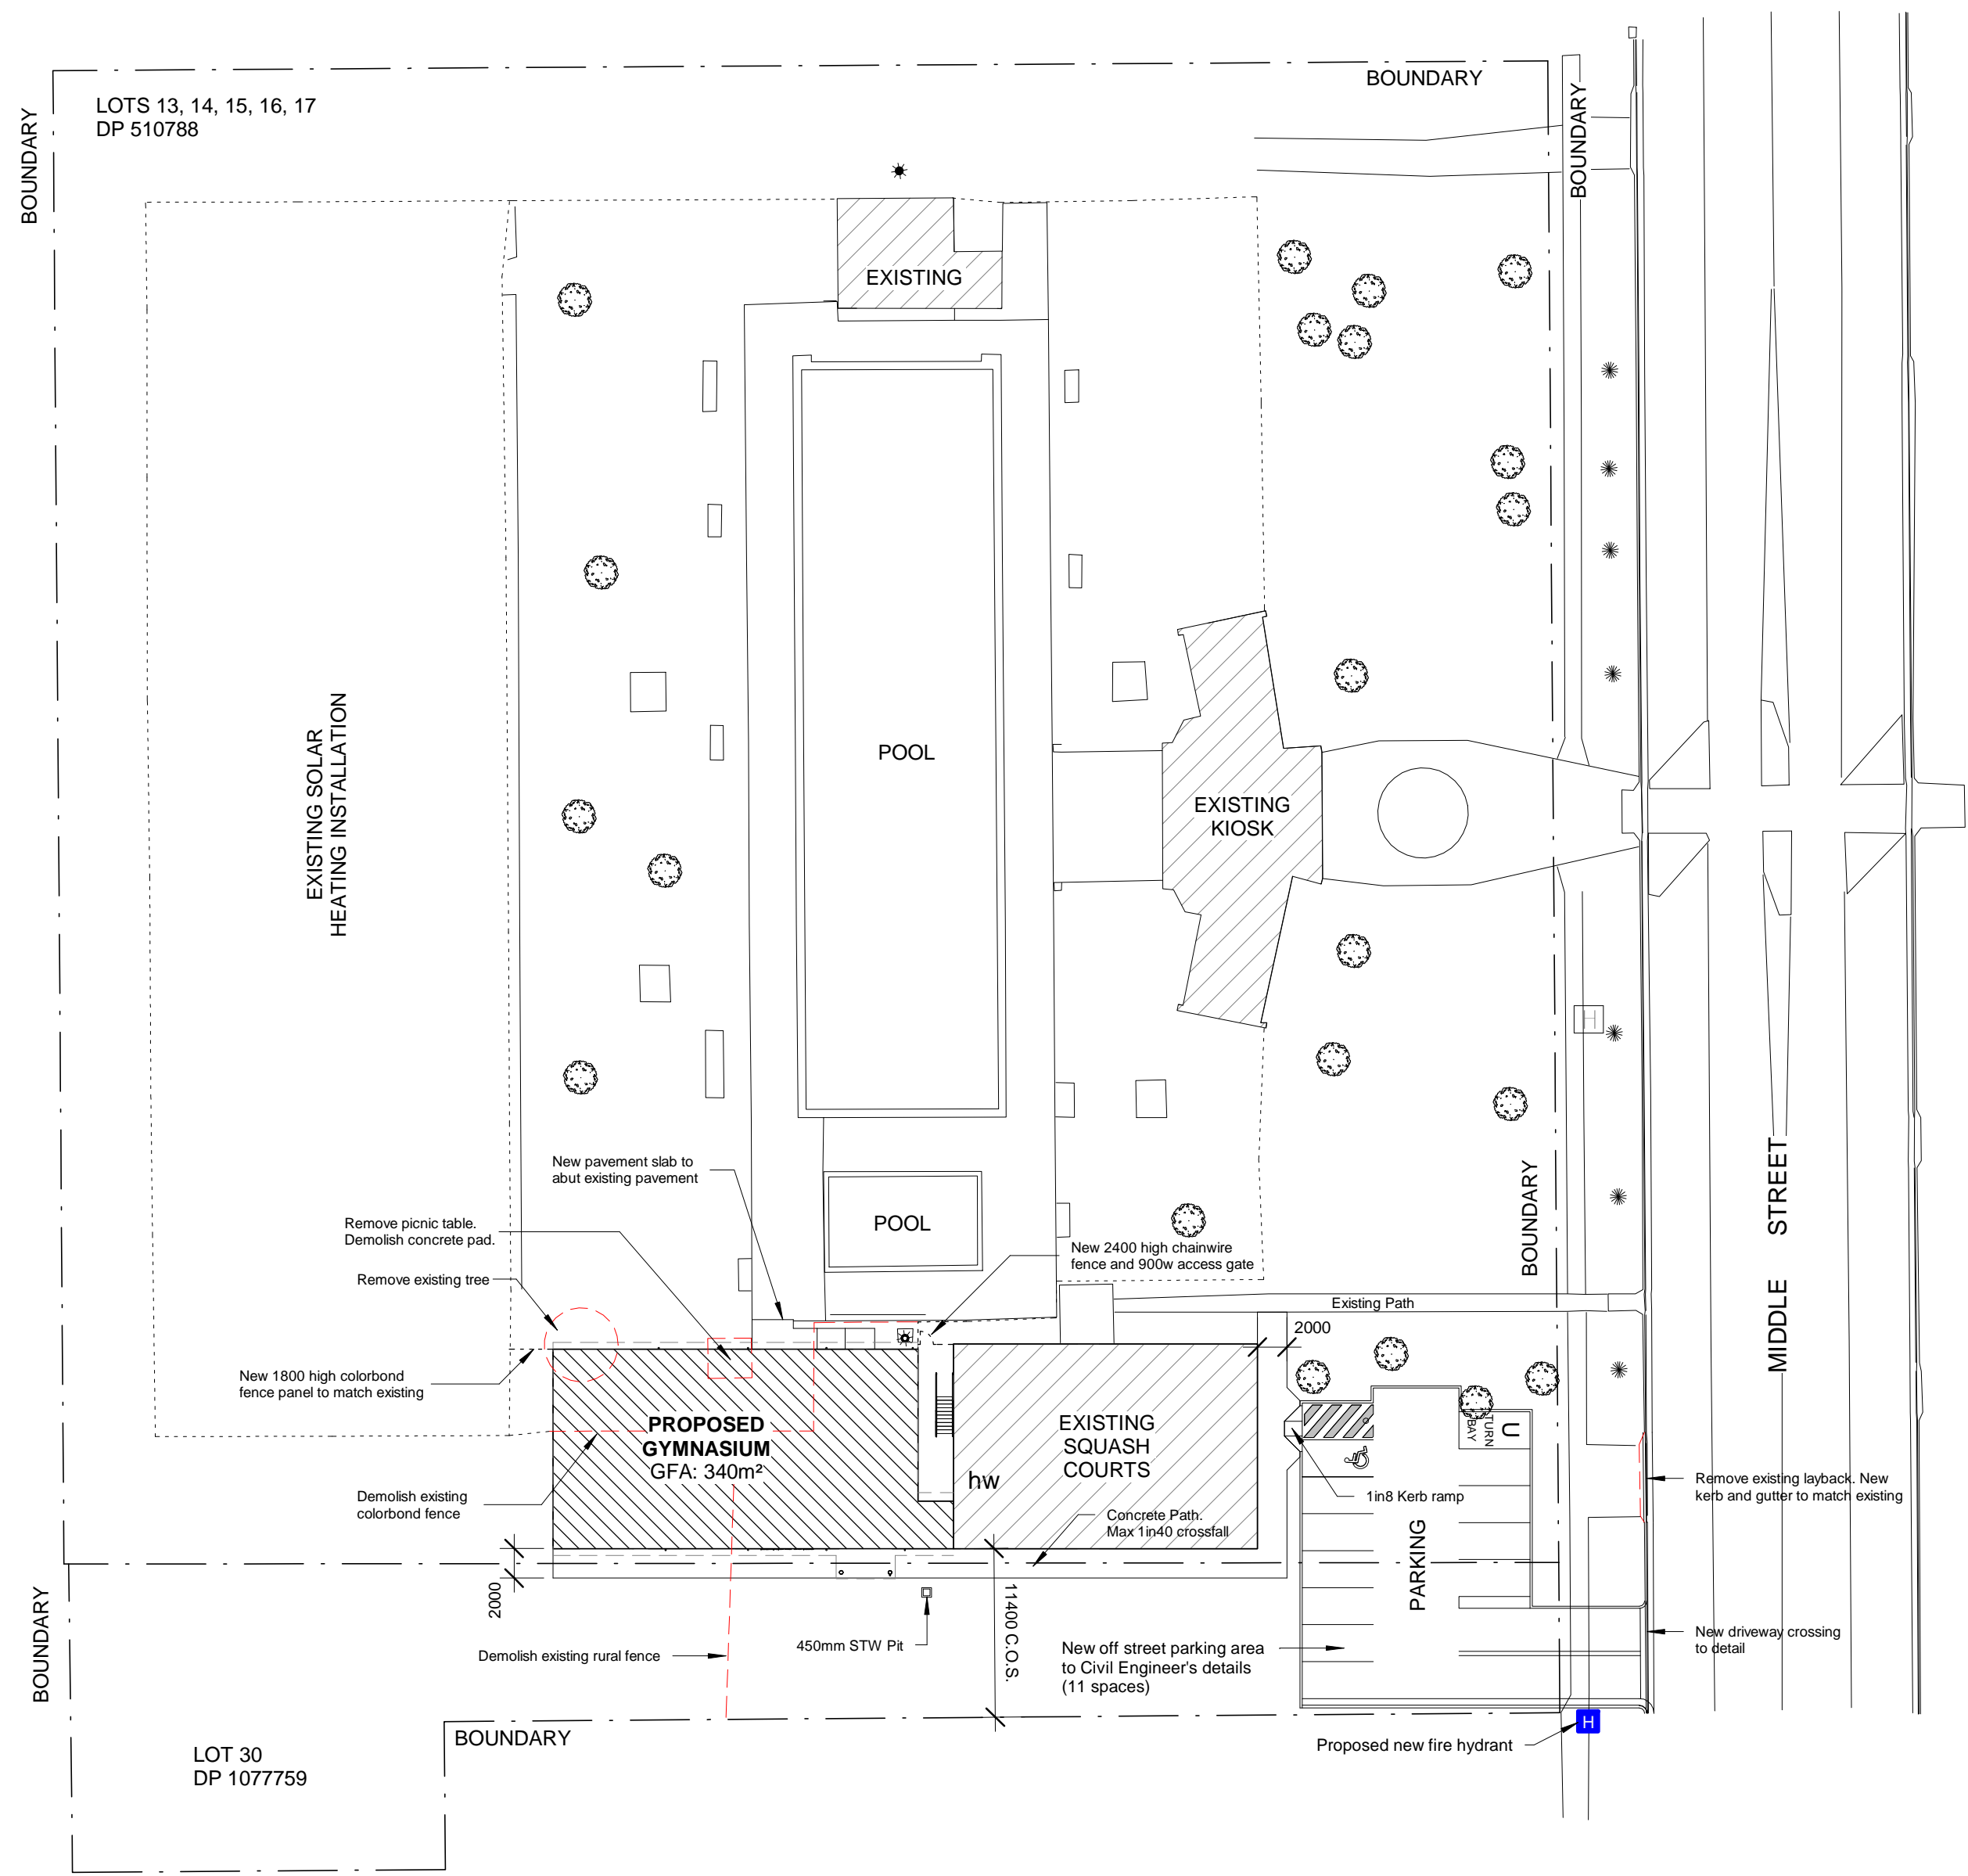 BOUNDARY
BOUNDARY
BOUNDARY
LOTS 13, 14, 15, 16, 17
DP 510788
EXISTING
EXISTING SOLAR
HEATING INSTALLATION
POOL
EXISTING
KIOSK
H
MIDDLE STREET
BOUNDARY
New pavement slab to
abut existing pavement
POOL
Remove picnic table.
Demolish concrete pad.
Remove existing tree
New 2400 high chainwire
fence and 900w access gate
Existing Path
2000
New 1800 high colorbond
fence panel to match existing
PROPOSED
GYMNASIUM
GFA: 340m²
EXISTING
SQUASH
COURTS
hw
U
TURN
BAY
Remove existing layback. New
kerb and gutter to match existing
1in8 Kerb ramp
Demolish existing
colorbond fence
Concrete Path.
Max 1in40 crossfall
PARKING
2000
11400 C.O.S.
BOUNDARY
450mm STW Pit
Demolish existing rural fence
New off street parking area
to Civil Engineer's details
(11 spaces)
New driveway crossing
to detail
BOUNDARY
H
Proposed new fire hydrant
LOT 30
DP 1077759